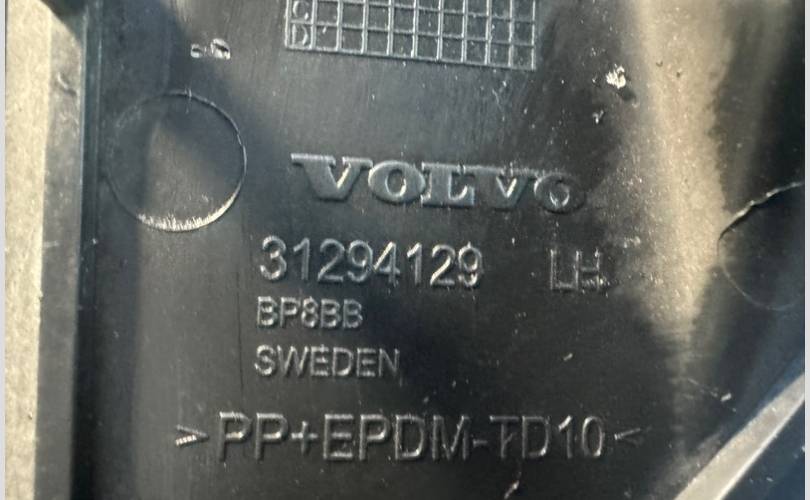 C
D
VOLVO
31294129 LH
BP8BB
SWEDEN
>PP+EPDM-TD10<